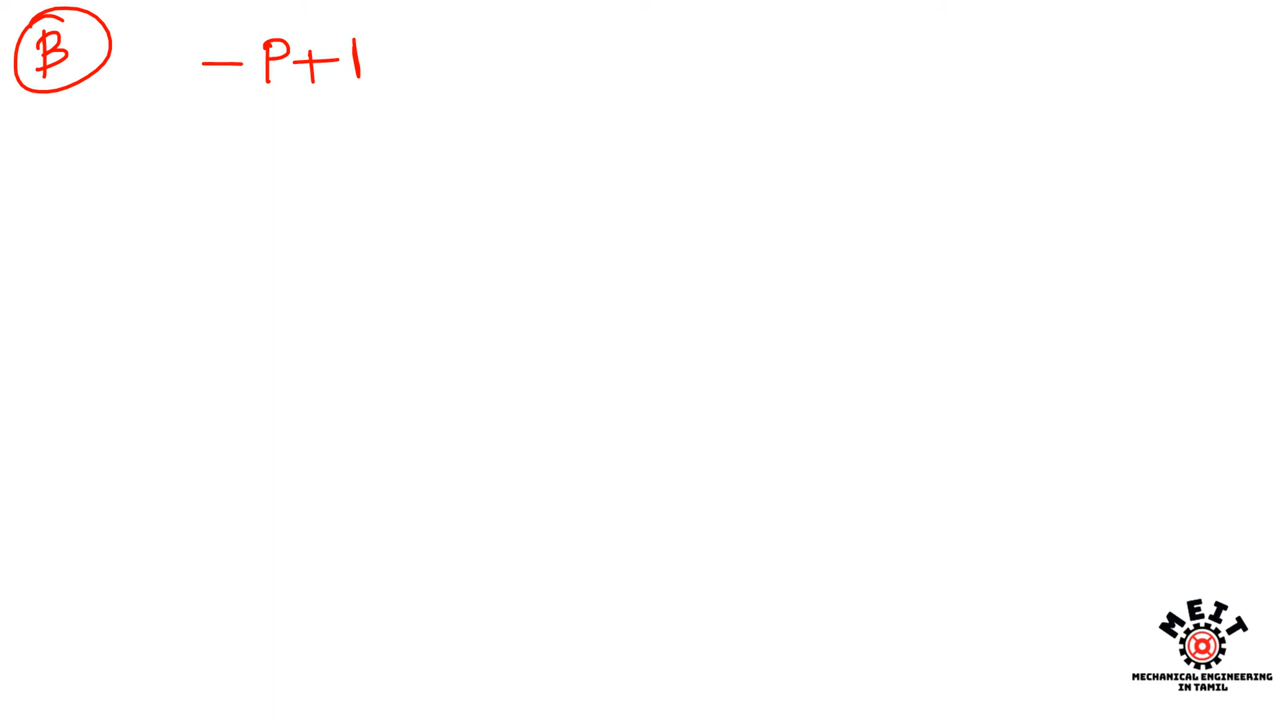 B - P + 1
MEIT
MECHANICAL ENGINEERING
IN TAMIL